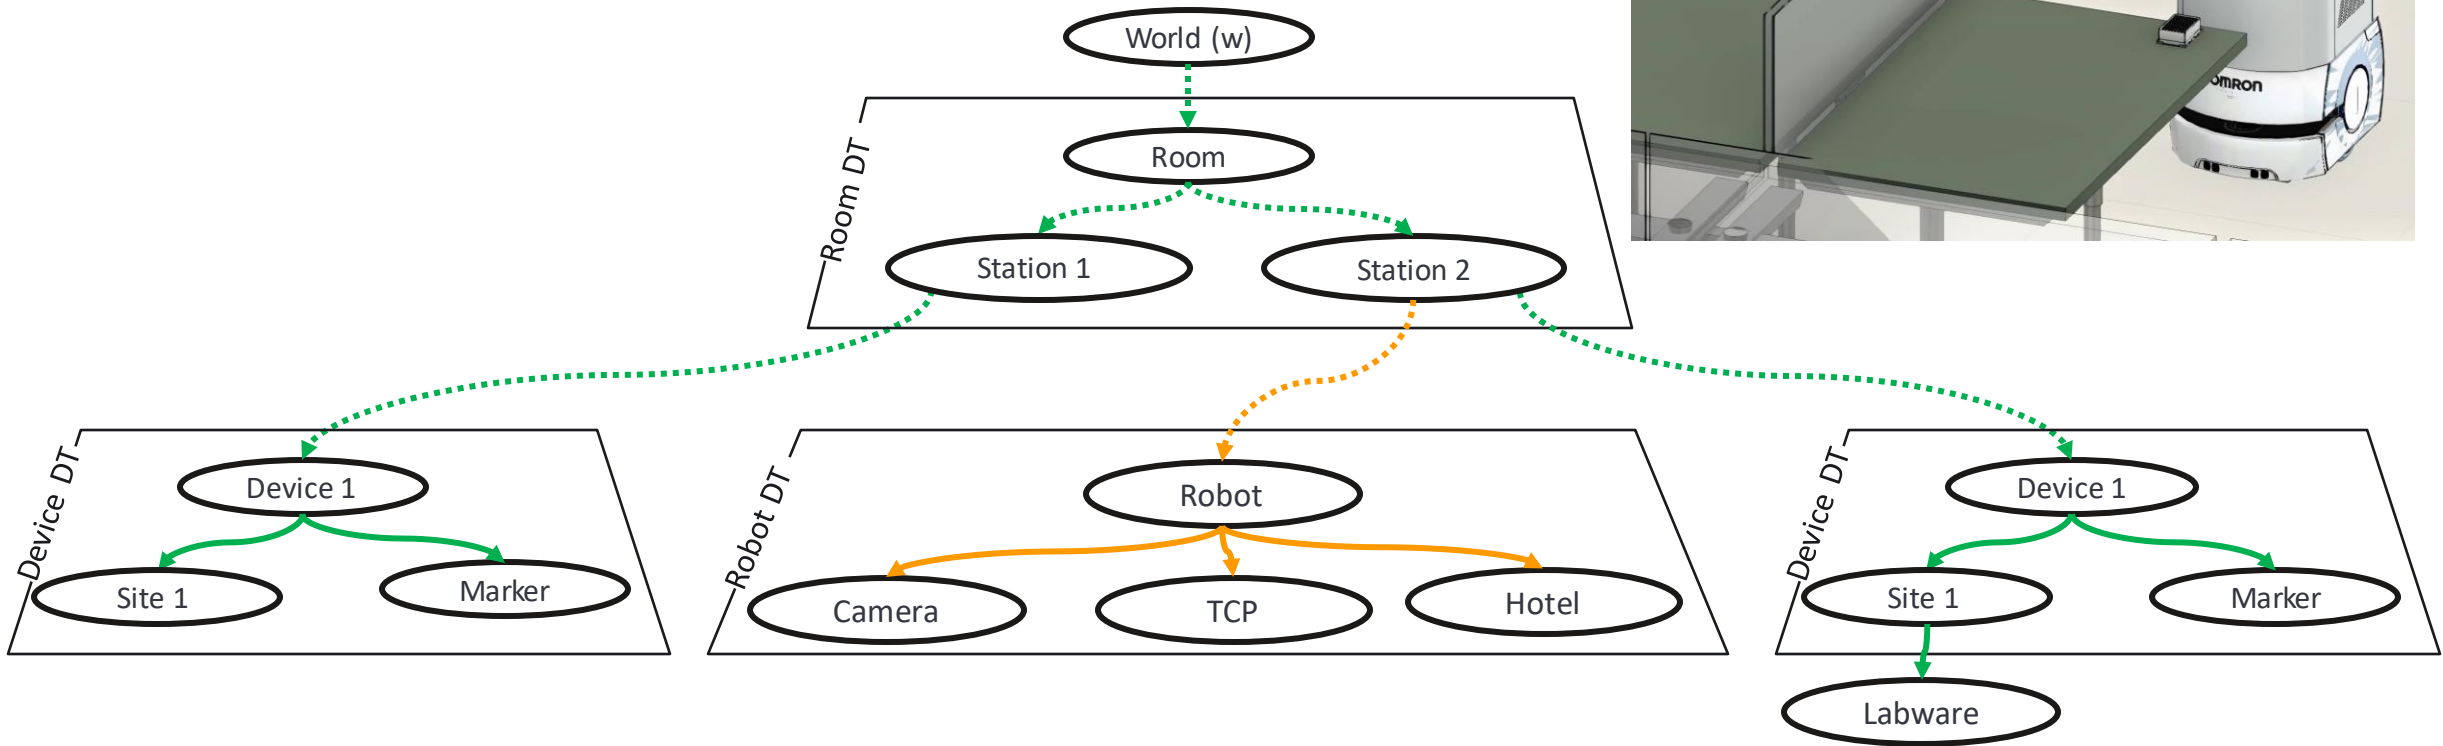 World (w)
OMRON
Room DT
Room
Station 1
Station 2
Device DT
Device 1
Site 1
Marker
Robot DT
Robot
Camera
TCP
Hotel
Device DT
Device 1
Site 1
Marker
Labware